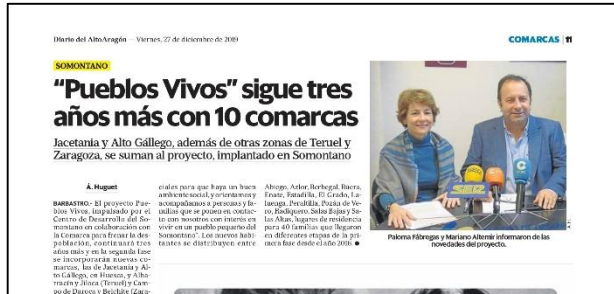 Diario del AltoAragón - Viernes, 27 de diciembre de 2019
COMARCAS | 11
SOMONTANO
“Pueblos Vivos” sigue tres
años más con 10 comarcas
Jacetania y Alto Gállego, además de otras zonas de Teruel y
Zaragoza, se suman al proyecto, implantado en Somontano
Á. Huguet
BARBASTRO.- El proyecto Pue-
blos Vivos, impulsado por el
Centro de Desarrollo del So-
montano en colaboración con
la Comarca para frenar la des-
población, continuará tres
años más y en la segunda fase
se incorporarán nuevas co-
marcas, las de Jacetania y Al-
to Gállego, en Huesca, y Alba-
rracín y Jiloca (Teruel) y Cam-
po de Daroca y Belchite (Zara-
ciales para que haya un buen
ambiente social, y orientamos y
acompañamos a personas y fa-
milias que se ponen en contac-
to con nosotros con interés en
vivir en un pueblo pequeño del
Somontano”. Los nuevos habi-
tantes se distribuyen entre
Abiego, Azlor, Berbegal, Buera,
Enate, Estadilla, El Grado, La-
luenga, Peraltilla, Pozán de Ve-
ro, Radiquero, Salas Bajas y Sa-
las Altas, lugares de residencia
para 40 familias que llegaron
en diferentes etapas de la pri-
mera fase desde el año 2016.
SER
Paloma Fábregas y Mariano Altemir informaron de las
novedades del proyecto.